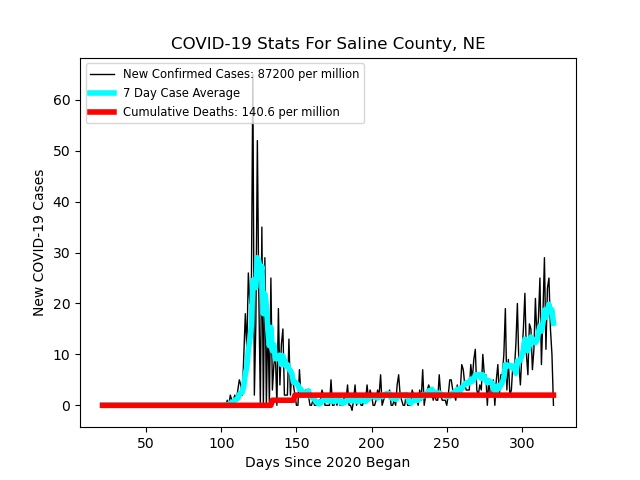 COVID-19 Stats For Saline County, NE
New Confirmed Cases: 87200 per million
7 Day Case Average
Cumulative Deaths: 140.6 per million
60
50
40
30
20
10
0
New COVID-19 Cases
50 100 150 200 250 300
Days Since 2020 Began